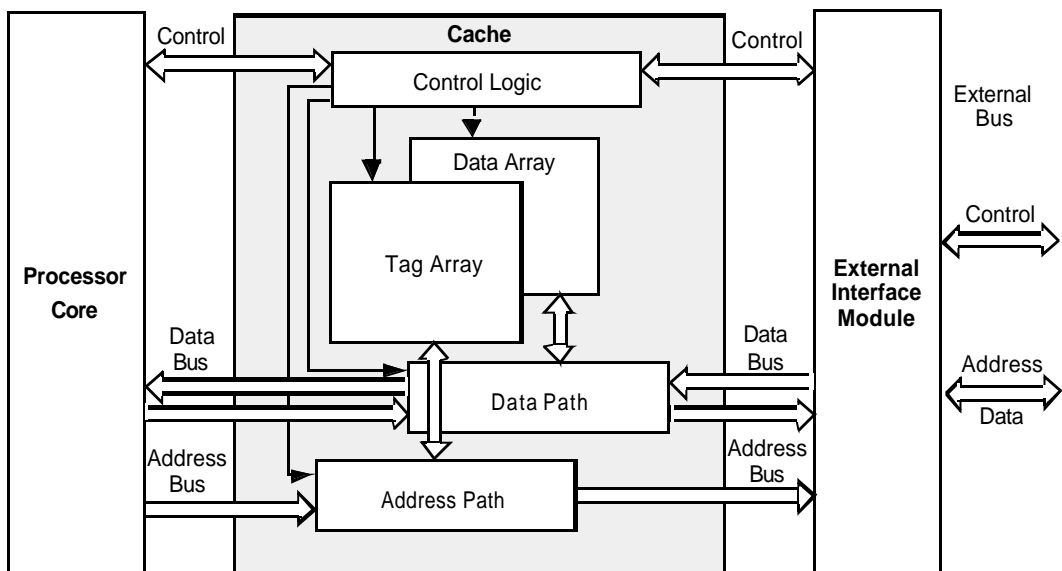 Cache
Control
Control
Control Logic
External
Bus
Data Array
Control
Tag Array
Processor
Core
External
Interface
Module
Data
Bus
Data
Bus
Address
Data
Data Path
Address
Bus
Address
Bus
Address Path